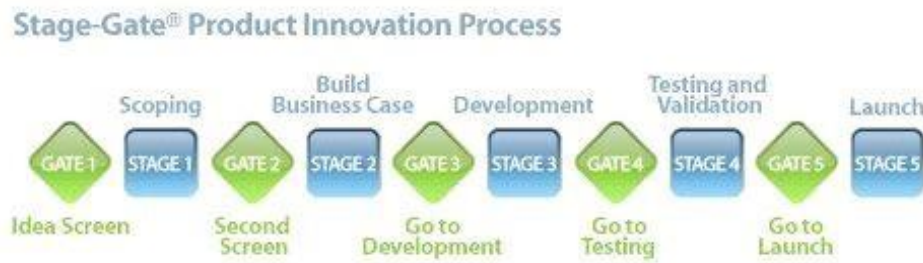 Stage-Gate® Product Innovation Process
Scoping
Build
Business Case
Development
Testing and
Validation
Launch
GATE 1
STAGE 1
GATE 2
STAGE 2
GATE 3
STAGE 3
GATE 4
STAGE 4
GATE 5
STAGE 5
Idea Screen
Second
Screen
Go to
Development
Go to
Testing
Go to
Launch